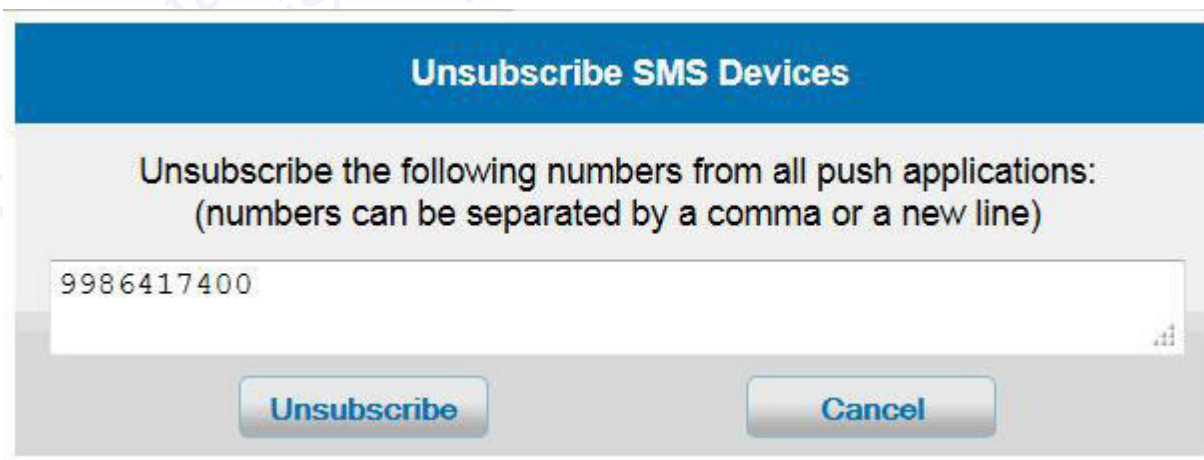 Unsubscribe SMS Devices
Unsubscribe the following numbers from all push applications:
(numbers can be separated by a comma or a new line)
9986417400
Unsubscribe
Cancel